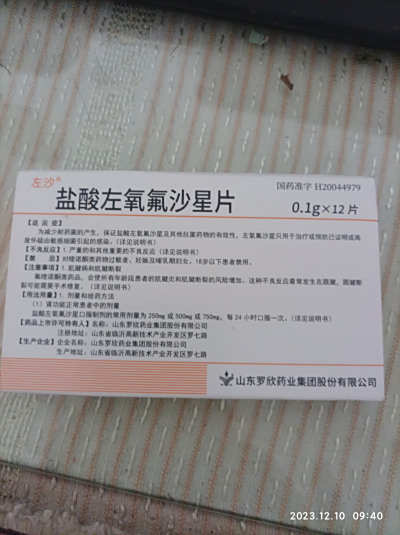 左沙®
国药准字 H20044979
盐酸左氧氟沙星片
0.1g×12片
【适 应 症】
为减少耐药菌的产生，保证盐酸左氧氟沙星及其他抗菌药物的有效性，左氧氟沙星只用于治疗或预防已证明或高
度怀疑由敏感细菌引起的感染。（详见说明书）
【不良反应】1.严重的和其他重要的不良反应（详见说明书）
【禁 忌】对喹诺酮类药物过敏者、妊娠及哺乳期妇女、18岁以下患者禁用。
【注意事项】1.肌腱病和肌腱断裂
氟喹诺酮类药品，会使所有年龄段患者的肌腱炎和肌腱断裂的风险增加。这种不良反应最常发生在跟腱，跟腱断
裂可能需要手术修复。（详见说明书）
【用法用量】1.剂量和给药方法
（1）肾功能正常患者中的剂量
盐酸左氧氟沙星口服制剂的常用剂量为 250mg 或 500mg 或 750mg，每 24 小时口服一次。（详见说明书）
【药品上市许可持有人】名称：山东罗欣药业集团股份有限公司
注册地址：山东省临沂高新技术产业开发区罗七路
【生产企业】企业名称：山东罗欣药业集团股份有限公司
生产地址：山东省临沂高新技术产业开发区罗七路
山东罗欣药业集团股份有限公司
2023.12.10 09:40